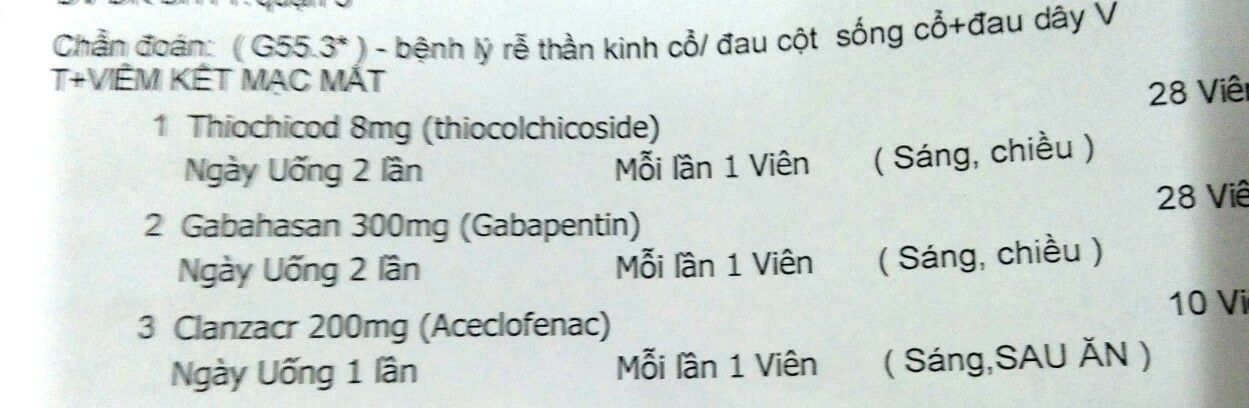 Chẩn đoán: ( G55.3* ) - bệnh lý rễ thần kinh cổ/ đau cột sống cổ+đau dây V
T+VIÊM KẾT MẠC MẮT
28 Viên
1 Thiochicod 8mg (thiocolchicoside)
Ngày Uống 2 lần Mỗi lần 1 Viên ( Sáng, chiều )
28 Viê
2 Gabahasan 300mg (Gabapentin)
Ngày Uống 2 lần Mỗi lần 1 Viên ( Sáng, chiều )
10 Vi
3 Clanzacr 200mg (Aceclofenac)
Ngày Uống 1 lần Mỗi lần 1 Viên ( Sáng,SAU ĂN )